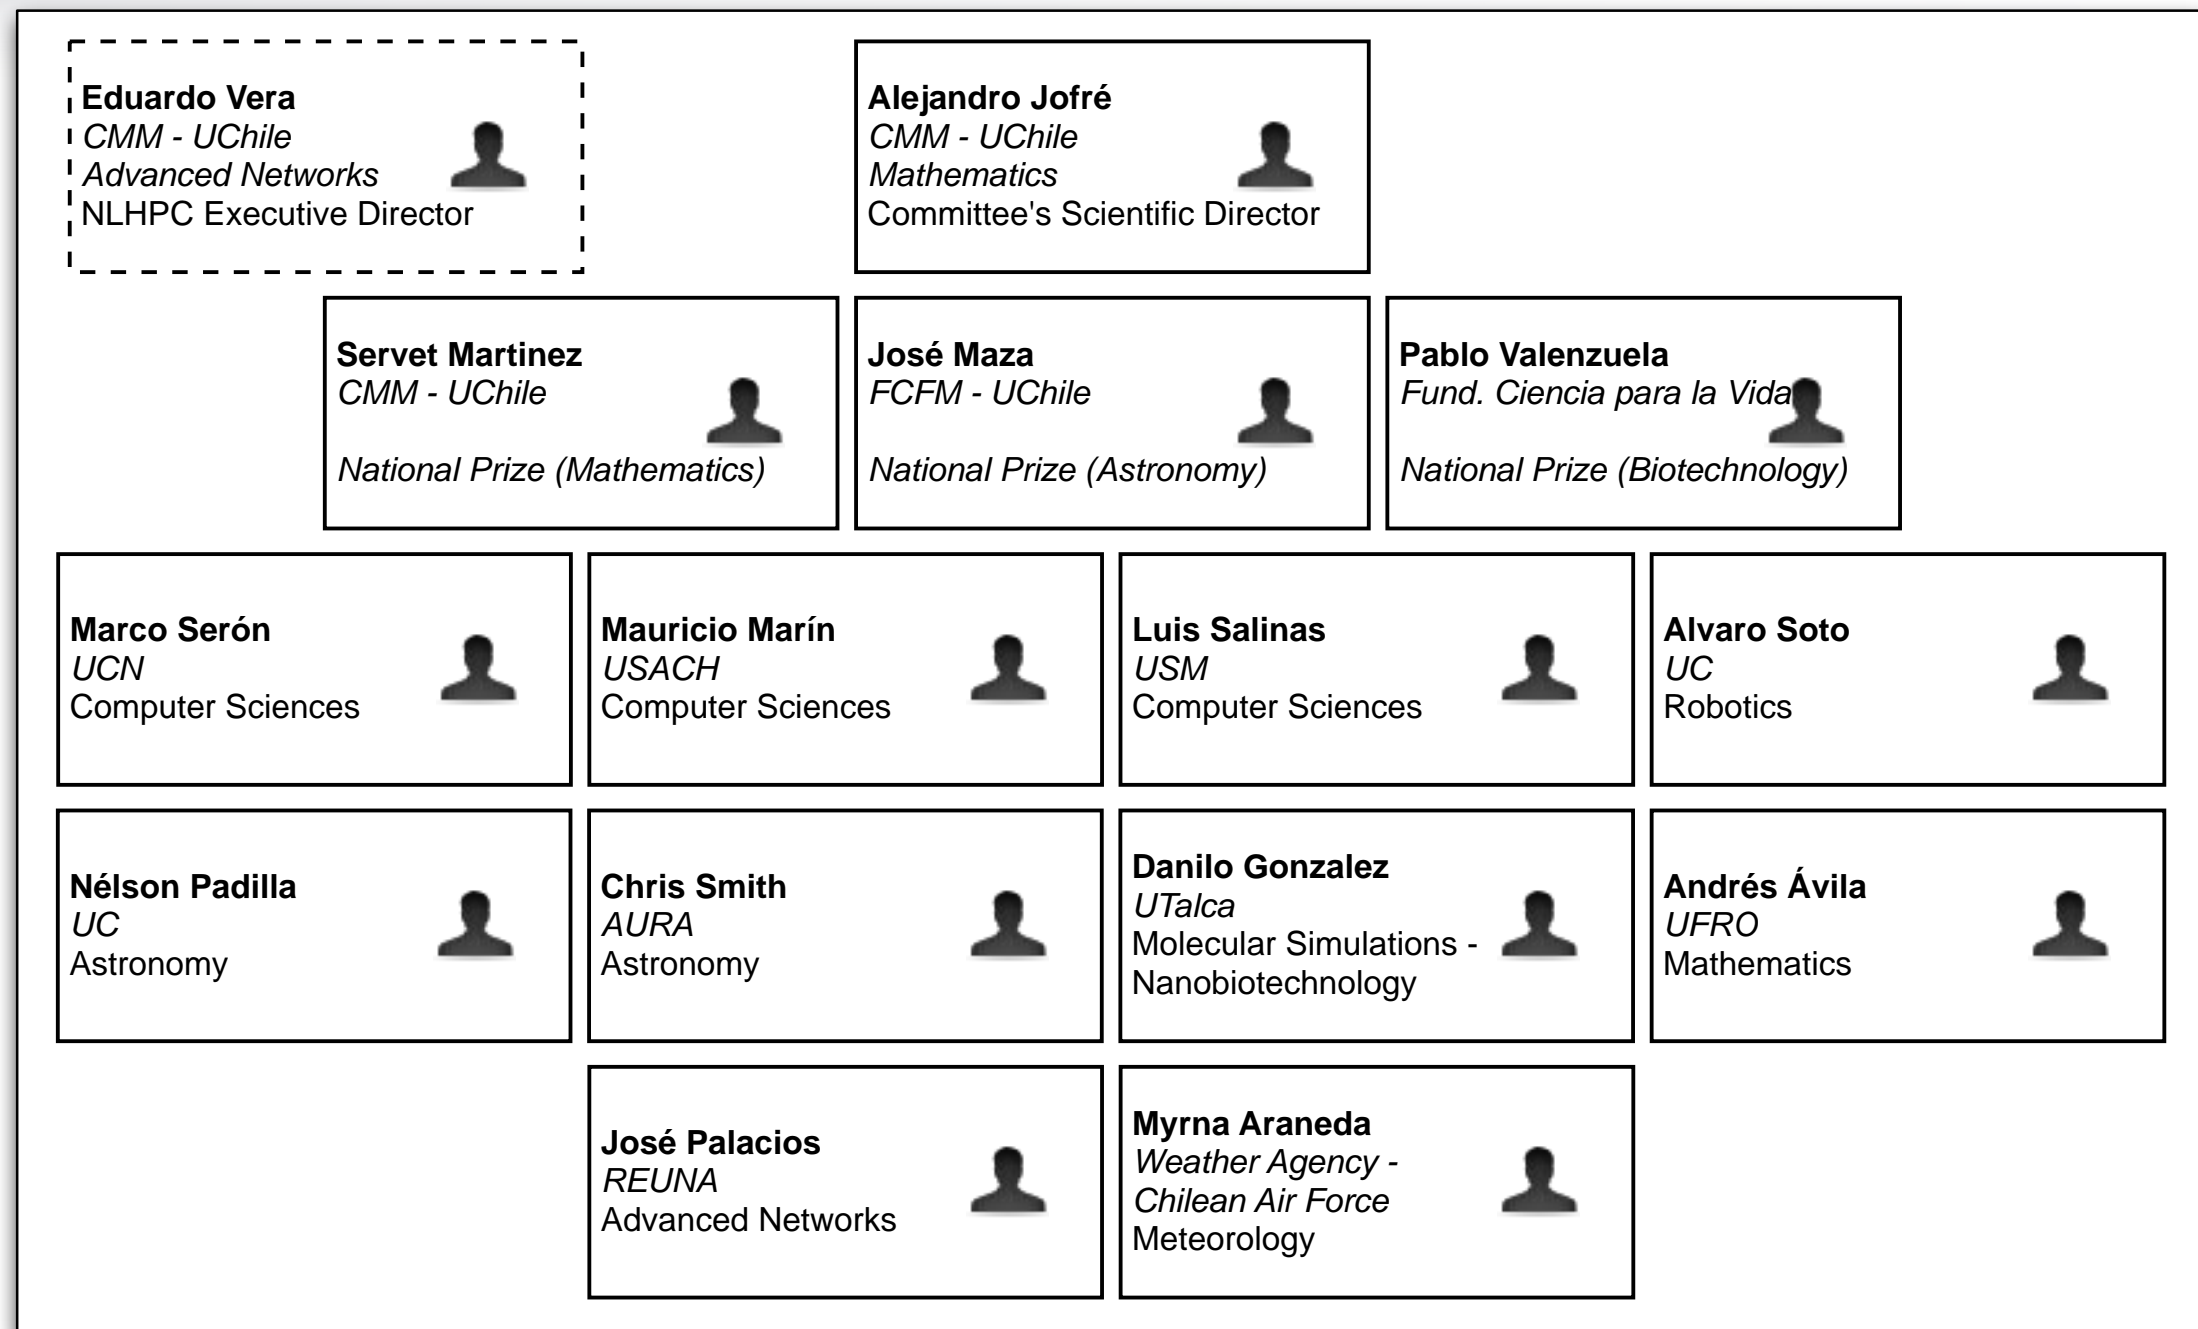 Eduardo Vera
CMM - UChile
Advanced Networks
NLHPC Executive Director
Alejandro Jofré
CMM - UChile
Mathematics
Committee's Scientific Director
Servet Martinez
CMM - UChile
National Prize (Mathematics)
José Maza
FCFM - UChile
National Prize (Astronomy)
Pablo Valenzuela
Fund. Ciencia para la Vida
National Prize (Biotechnology)
Marco Serón
UCN
Computer Sciences
Mauricio Marín
USACH
Computer Sciences
Luis Salinas
USM
Computer Sciences
Alvaro Soto
UC
Robotics
Nélson Padilla
UC
Astronomy
Chris Smith
AURA
Astronomy
Danilo Gonzalez
UTalca
Molecular Simulations -
Nanobiotechnology
Andrés Ávila
UFRO
Mathematics
José Palacios
REUNA
Advanced Networks
Myrna Araneda
Weather Agency -
Chilean Air Force
Meteorology